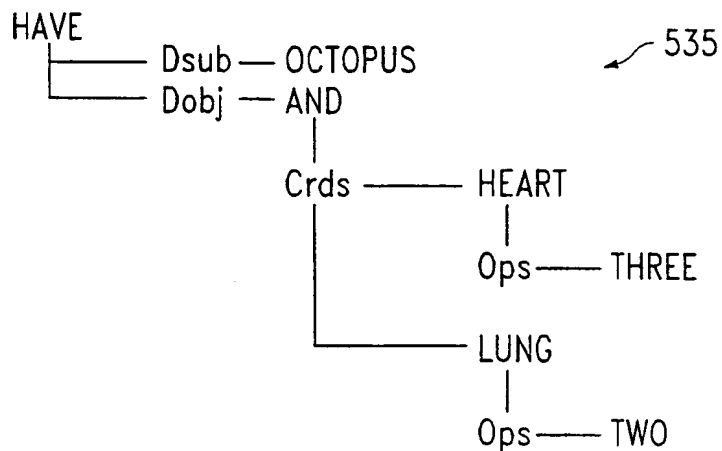 HAVE
Dsub OCTOPUS
535
Dobj AND
Crds HEART
Ops THREE
LUNG
Ops TWO